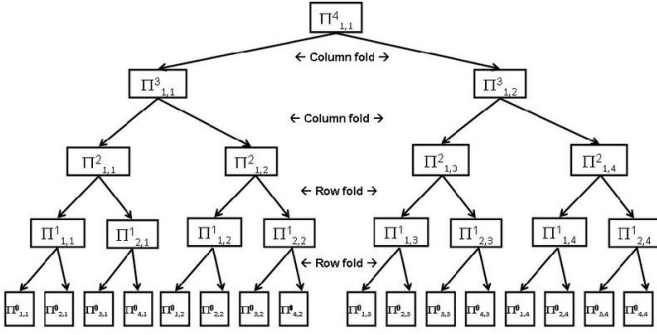 Π⁴₁,₁
← Column fold →
Π³₁,₁ Π³₁,₂
← Column fold →
Π²₁,₁ Π²₁,₂ Π²₁,₃ Π²₁,₄
← Row fold →
Π¹₁,₁ Π¹₂,₁ Π¹₁,₂ Π¹₂,₂ Π¹₁,₃ Π¹₂,₃ Π¹₁,₄ Π¹₂,₄
← Row fold →
Π⁰₁,₁ Π⁰₂,₁ Π⁰₃,₁ Π⁰₄,₁ Π⁰₁,₂ Π⁰₂,₂ Π⁰₃,₂ Π⁰₄,₂ Π⁰₁,₃ Π⁰₂,₃ Π⁰₃,₃ Π⁰₄,₃ Π⁰₁,₄ Π⁰₂,₄ Π⁰₃,₄ Π⁰₄,₄